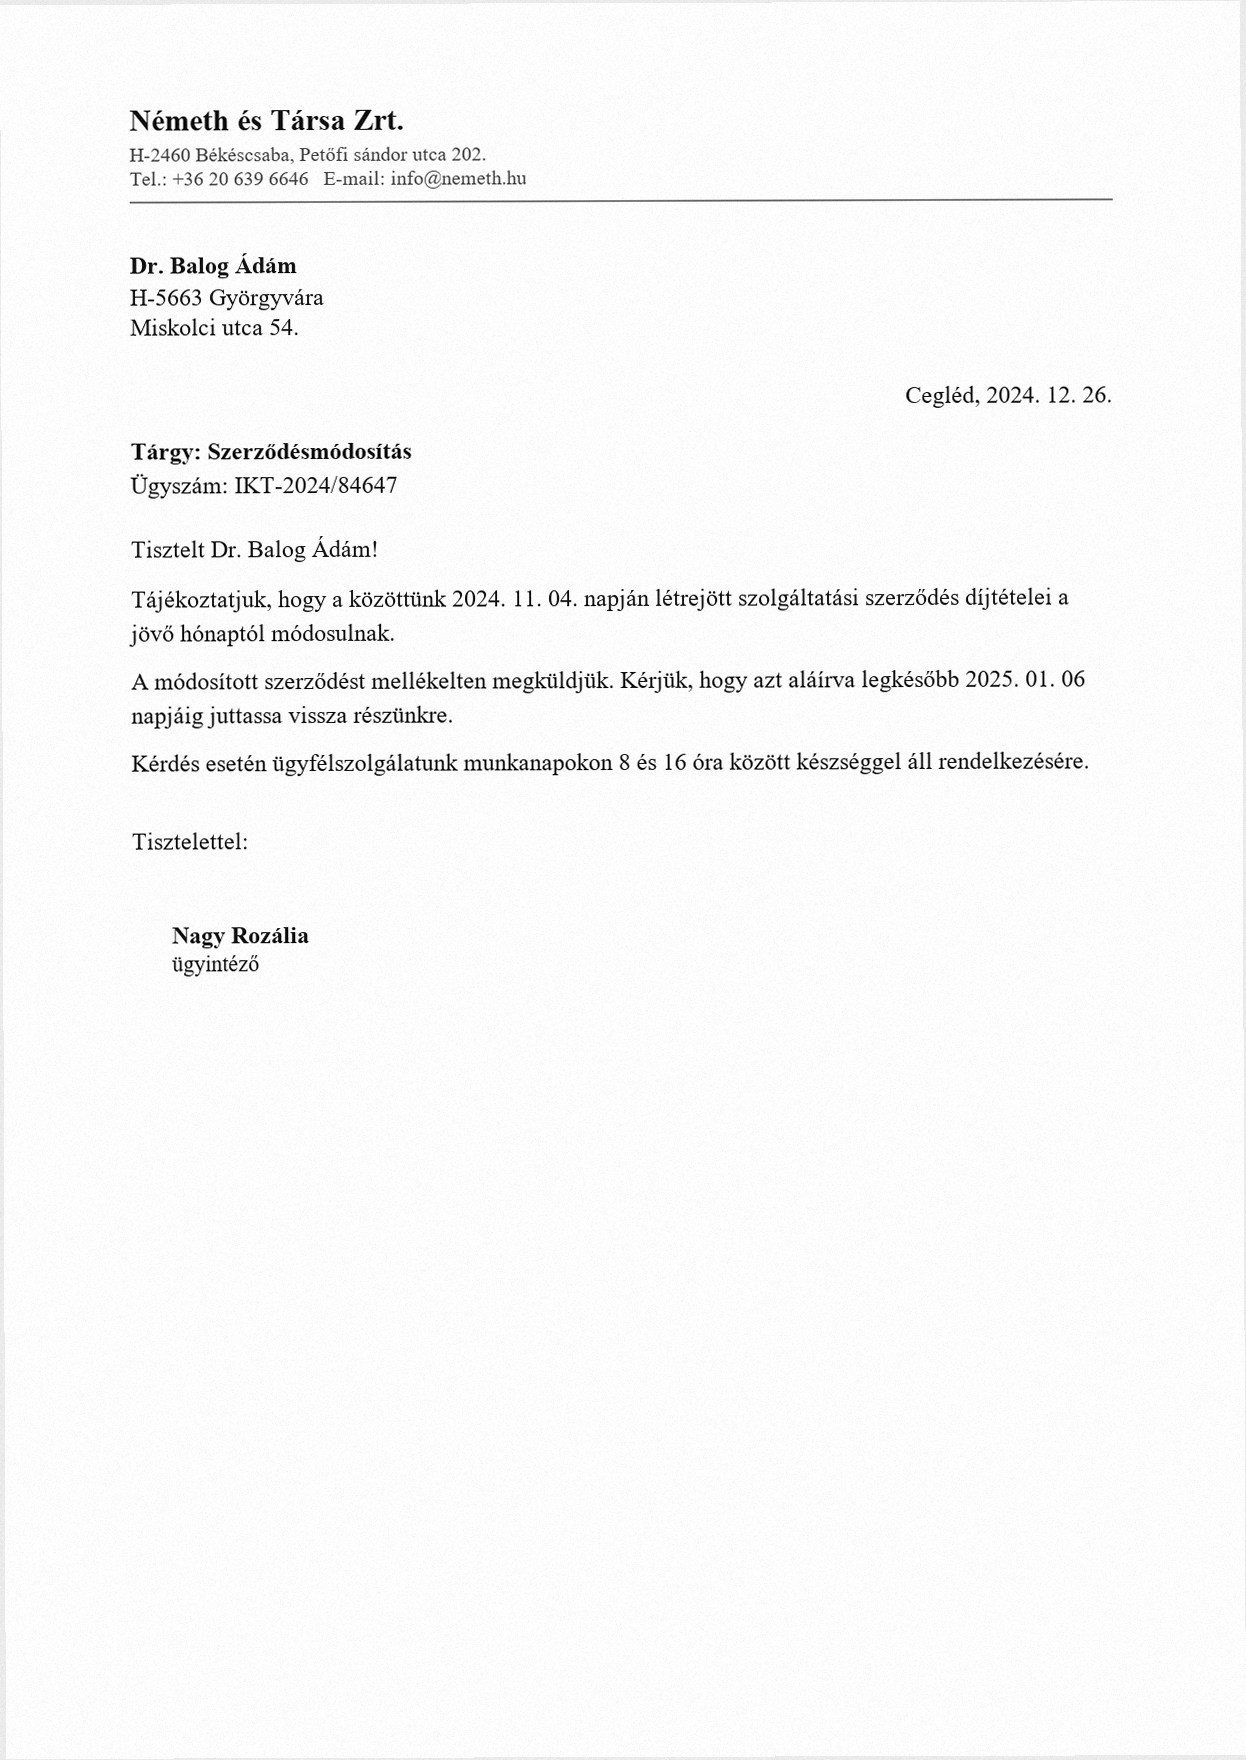 Németh és Társa Zrt.
H-2460 Békéscsaba, Petőfi sándor utca 202.
Tel.: +36 20 639 6646 E-mail: info@nemeth.hu
Dr. Balog Ádám
H-5663 Györgyvára
Miskolci utca 54.
Cegléd, 2024. 12. 26.
Tárgy: Szerződésmódosítás
Ügyszám: IKT-2024/84647
Tisztelt Dr. Balog Ádám!
Tájékoztatjuk, hogy a közöttünk 2024. 11. 04. napján létrejött szolgáltatási szerződés díjtételei a
jövő hónaptól módosulnak.
A módosított szerződést mellékelten megküldjük. Kérjük, hogy azt aláírva legkésőbb 2025. 01. 06
napjáig juttassa vissza részünkre.
Kérdés esetén ügyfélszolgálatunk munkanapokon 8 és 16 óra között készséggel áll rendelkezésére.
Tisztelettel:
Nagy Rozália
ügyintéző